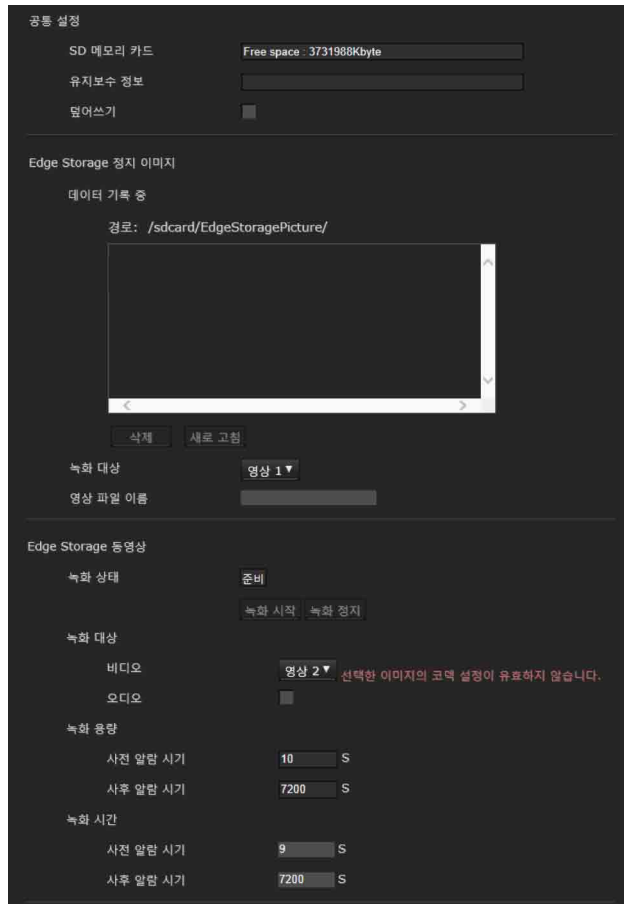 공통 설정
SD 메모리 카드 Free space : 3731988Kbyte
유지보수 정보
덮어쓰기
Edge Storage 정지 이미지
데이터 기록 중
경로: /sdcard/EdgeStoragePicture/
삭제 새로 고침
녹화 대상 영상 1
영상 파일 이름
Edge Storage 동영상
녹화 상태 준비
녹화 시작 녹화 정지
녹화 대상
비디오 영상 2 선택한 이미지의 코덱 설정이 유효하지 않습니다.
오디오
녹화 용량
사전 알람 시기 10 S
사후 알람 시기 7200 S
녹화 시간
사전 알람 시기 9 S
사후 알람 시기 7200 S